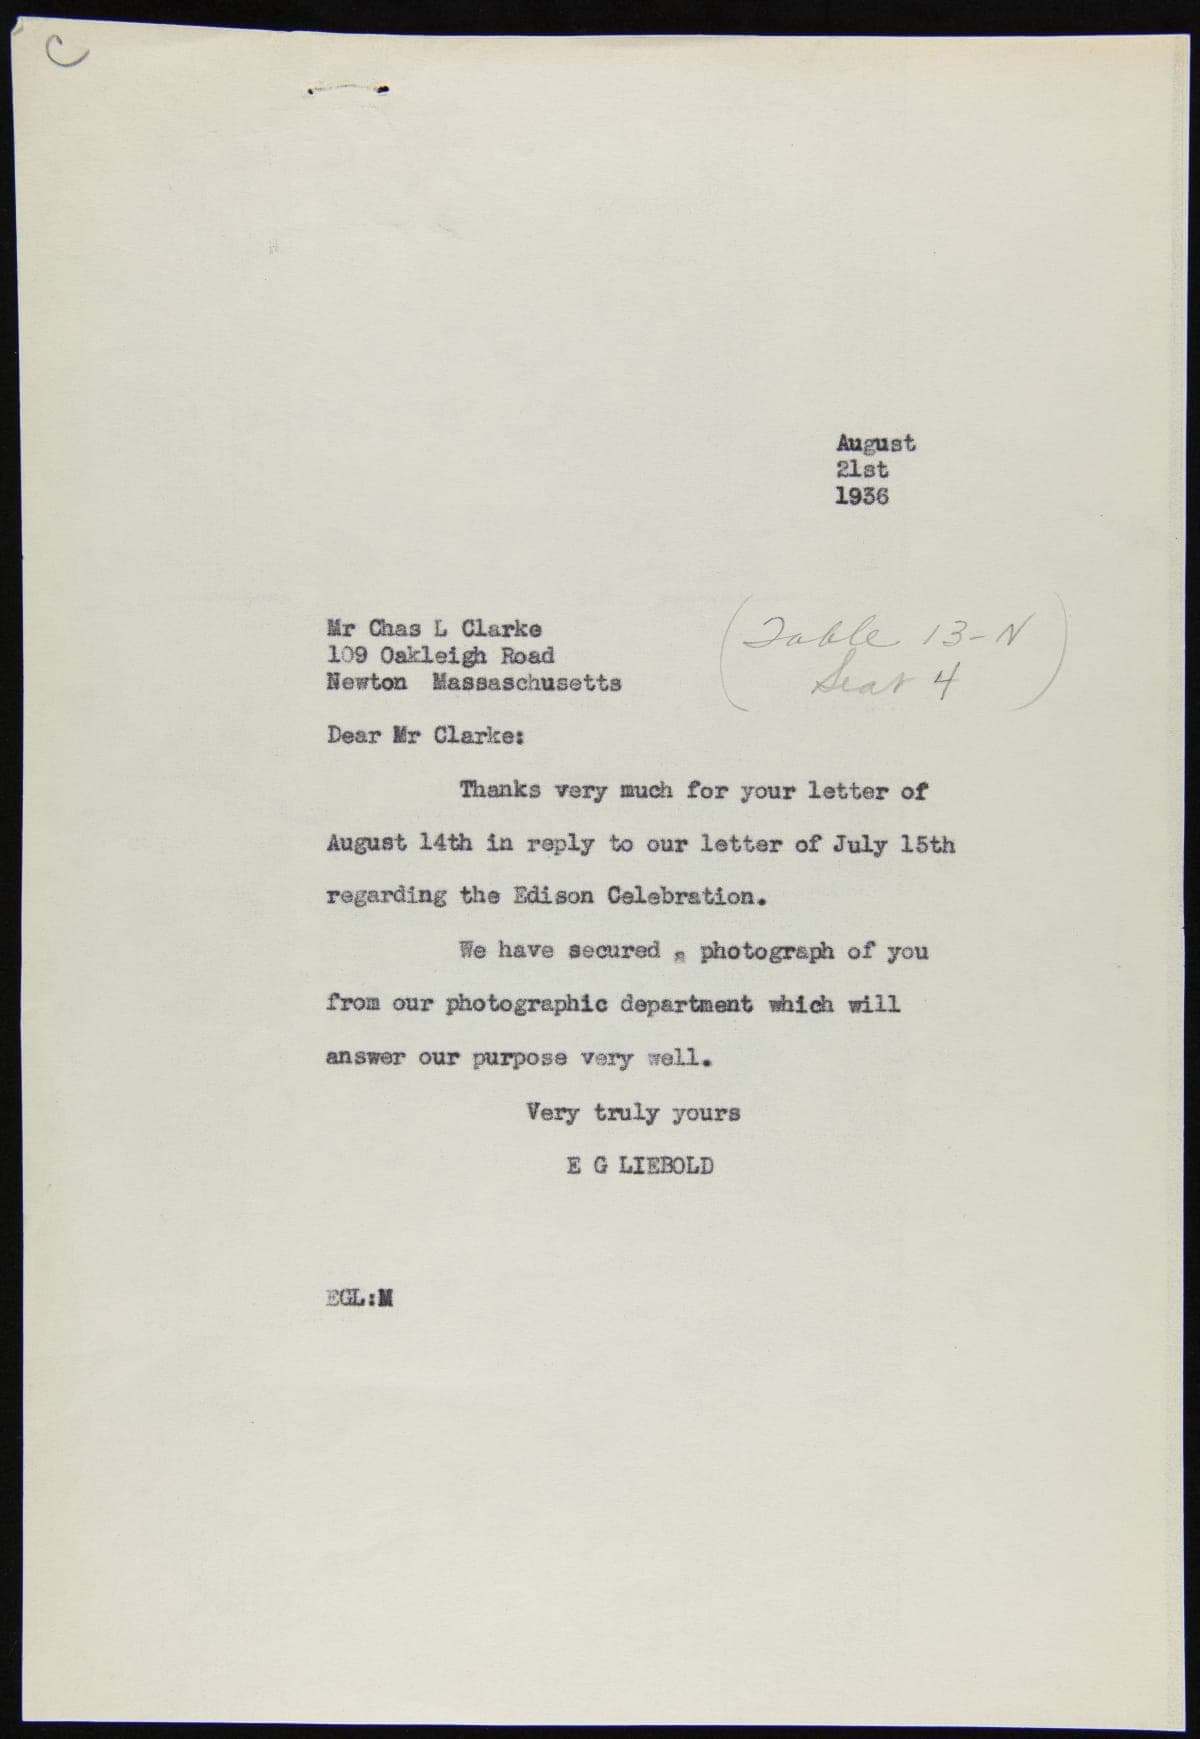 C
August
21st
1936
Mr Chas L Clarke
109 Oakleigh Road
Newton Massaschusetts
(Table 13-N
Seat 4)
Dear Mr Clarke:
Thanks very much for your letter of
August 14th in reply to our letter of July 15th
regarding the Edison Celebration.
We have secured a photograph of you
from our photographic department which will
answer our purpose very well.
Very truly yours
E G LIEBOLD
EGL:M